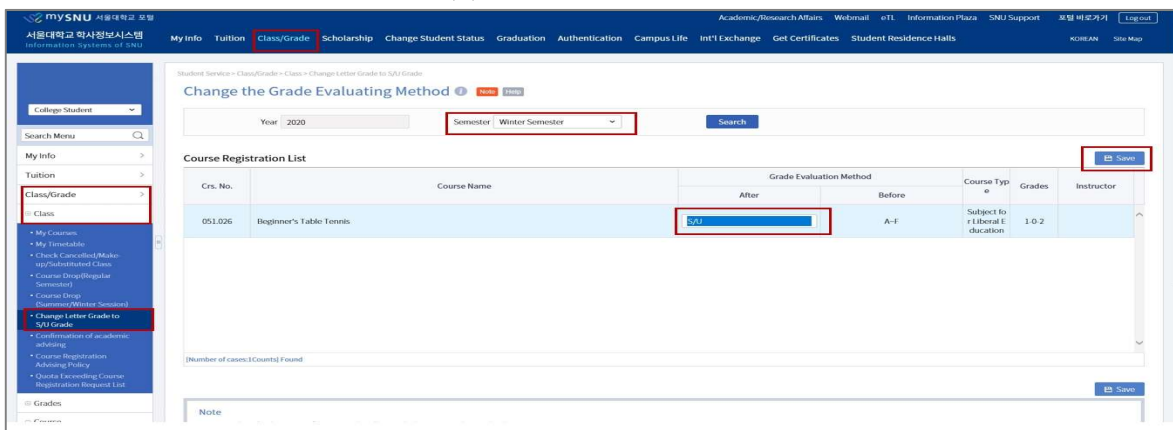 mySNU 서울대학교 포털
Academic/Research Affairs Webmail eTL Information Plaza SNU Support 포털 바로가기 Logout
서울대학교 학사정보시스템
Information Systems of SNU
My Info Tuition Class/Grade Scholarship Change Student Status Graduation Authentication Campus Life Int'l Exchange Get Certificates Student Residence Halls
KOREAN Site Map
Student Service > Class/Grade > Class > Change Letter Grade to S/U Grade
Change the Grade Evaluating Method Note Help
College Student
Year 2020 Semester Winter Semester Search
Search Menu
My Info
Tuition
Class/Grade
Class
• My Courses
• My Timetable
• Check Cancelled/Make-
up/Substituted Class
• Course Drop(Regular
Semester)
• Course Drop
(Summer/Winter Session)
• Change Letter Grade to
S/U Grade
• Confirmation of academic
advising
• Course Registration
Advising Policy
• Quota Exceeding Course
Registration Request List
Grades
Course Registration List
Save
Crs. No. Course Name Grade Evaluation Method Course Typ
e Grades Instructor
After Before
051.026 Beginner's Table Tennis S/U A~F Subject fo
r Liberal E
ducation 1-0-2
[Number of cases:1Counts] Found
Save
Note